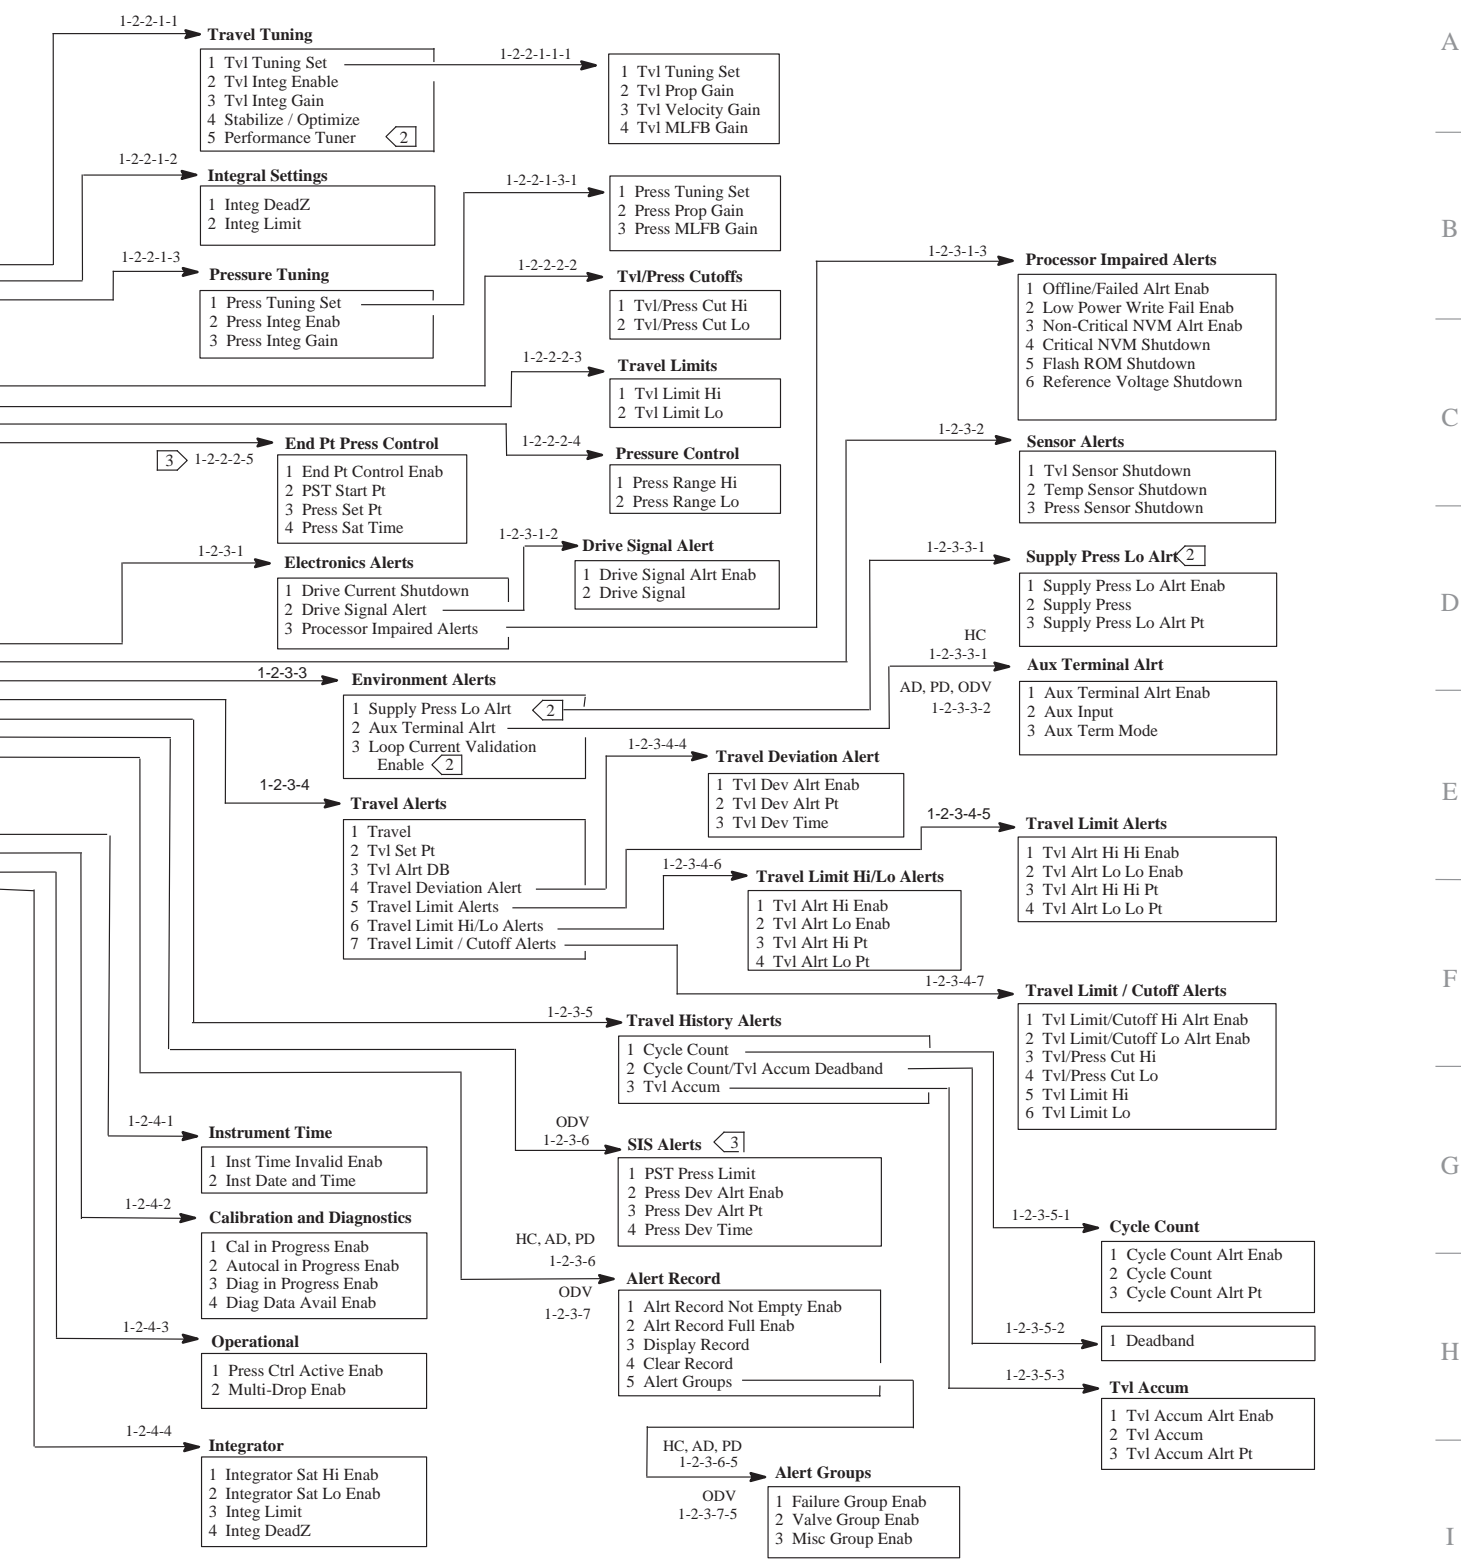 1-2-2-1-1
Travel Tuning
1 Tvl Tuning Set
2 Tvl Integ Enable
3 Tvl Integ Gain
4 Stabilize / Optimize
5 Performance Tuner 2
1-2-2-1-1-1
1 Tvl Tuning Set
2 Tvl Prop Gain
3 Tvl Velocity Gain
4 Tvl MLFB Gain
A
1-2-2-1-2
Integral Settings
1 Integ DeadZ
2 Integ Limit
1-2-2-1-3-1
1 Press Tuning Set
2 Press Prop Gain
3 Press MLFB Gain
B
1-2-2-1-3
Pressure Tuning
1 Press Tuning Set
2 Press Integ Enab
3 Press Integ Gain
1-2-2-2-2
Tvl/Press Cutoffs
1 Tvl/Press Cut Hi
2 Tvl/Press Cut Lo
1-2-3-1-3
Processor Impaired Alerts
1 Offline/Failed Alrt Enab
2 Low Power Write Fail Enab
3 Non-Critical NVM Alrt Enab
4 Critical NVM Shutdown
5 Flash ROM Shutdown
6 Reference Voltage Shutdown
1-2-2-2-3
Travel Limits
1 Tvl Limit Hi
2 Tvl Limit Lo
C
3 1-2-2-2-5
End Pt Press Control
1 End Pt Control Enab
2 PST Start Pt
3 Press Set Pt
4 Press Sat Time
1-2-2-2-4
Pressure Control
1 Press Range Hi
2 Press Range Lo
1-2-3-2
Sensor Alerts
1 Tvl Sensor Shutdown
2 Temp Sensor Shutdown
3 Press Sensor Shutdown
1-2-3-1
Electronics Alerts
1 Drive Current Shutdown
2 Drive Signal Alert
3 Processor Impaired Alerts
1-2-3-1-2
Drive Signal Alert
1 Drive Signal Alrt Enab
2 Drive Signal
1-2-3-3-1
Supply Press Lo Alrt 2
1 Supply Press Lo Alrt Enab
2 Supply Press
3 Supply Press Lo Alrt Pt
D
1-2-3-3
Environment Alerts
1 Supply Press Lo Alrt 2
2 Aux Terminal Alrt
3 Loop Current Validation
Enable 2
HC
1-2-3-3-1
AD, PD, ODV
1-2-3-3-2
Aux Terminal Alrt
1 Aux Terminal Alrt Enab
2 Aux Input
3 Aux Term Mode
1-2-3-4
Travel Alerts
1 Travel
2 Tvl Set Pt
3 Tvl Alrt DB
4 Travel Deviation Alert
5 Travel Limit Alerts
6 Travel Limit Hi/Lo Alerts
7 Travel Limit / Cutoff Alerts
1-2-3-4-4
Travel Deviation Alert
1 Tvl Dev Alrt Enab
2 Tvl Dev Alrt Pt
3 Tvl Dev Time
E
1-2-3-4-5
Travel Limit Alerts
1 Tvl Alrt Hi Hi Enab
2 Tvl Alrt Lo Lo Enab
3 Tvl Alrt Hi Hi Pt
4 Tvl Alrt Lo Lo Pt
1-2-3-4-6
Travel Limit Hi/Lo Alerts
1 Tvl Alrt Hi Enab
2 Tvl Alrt Lo Enab
3 Tvl Alrt Hi Pt
4 Tvl Alrt Lo Pt
F
1-2-3-4-7
Travel Limit / Cutoff Alerts
1 Tvl Limit/Cutoff Hi Alrt Enab
2 Tvl Limit/Cutoff Lo Alrt Enab
3 Tvl/Press Cut Hi
4 Tvl/Press Cut Lo
5 Tvl Limit Hi
6 Tvl Limit Lo
1-2-3-5
Travel History Alerts
1 Cycle Count
2 Cycle Count/Tvl Accum Deadband
3 Tvl Accum
1-2-4-1
Instrument Time
1 Inst Time Invalid Enab
2 Inst Date and Time
ODV
1-2-3-6
SIS Alerts 3
1 PST Press Limit
2 Press Dev Alrt Enab
3 Press Dev Alrt Pt
4 Press Dev Time
G
1-2-4-2
Calibration and Diagnostics
1 Cal in Progress Enab
2 Autocal in Progress Enab
3 Diag in Progress Enab
4 Diag Data Avail Enab
HC, AD, PD
1-2-3-6
ODV
1-2-3-7
Alert Record
1 Alrt Record Not Empty Enab
2 Alrt Record Full Enab
3 Display Record
4 Clear Record
5 Alert Groups
1-2-3-5-1
Cycle Count
1 Cycle Count Alrt Enab
2 Cycle Count
3 Cycle Count Alrt Pt
1-2-4-3
Operational
1 Press Ctrl Active Enab
2 Multi-Drop Enab
1-2-3-5-2
1 Deadband
H
1-2-3-5-3
Tvl Accum
1 Tvl Accum Alrt Enab
2 Tvl Accum
3 Tvl Accum Alrt Pt
1-2-4-4
Integrator
1 Integrator Sat Hi Enab
2 Integrator Sat Lo Enab
3 Integ Limit
4 Integ DeadZ
HC, AD, PD
1-2-3-6-5
ODV
1-2-3-7-5
Alert Groups
1 Failure Group Enab
2 Valve Group Enab
3 Misc Group Enab
I